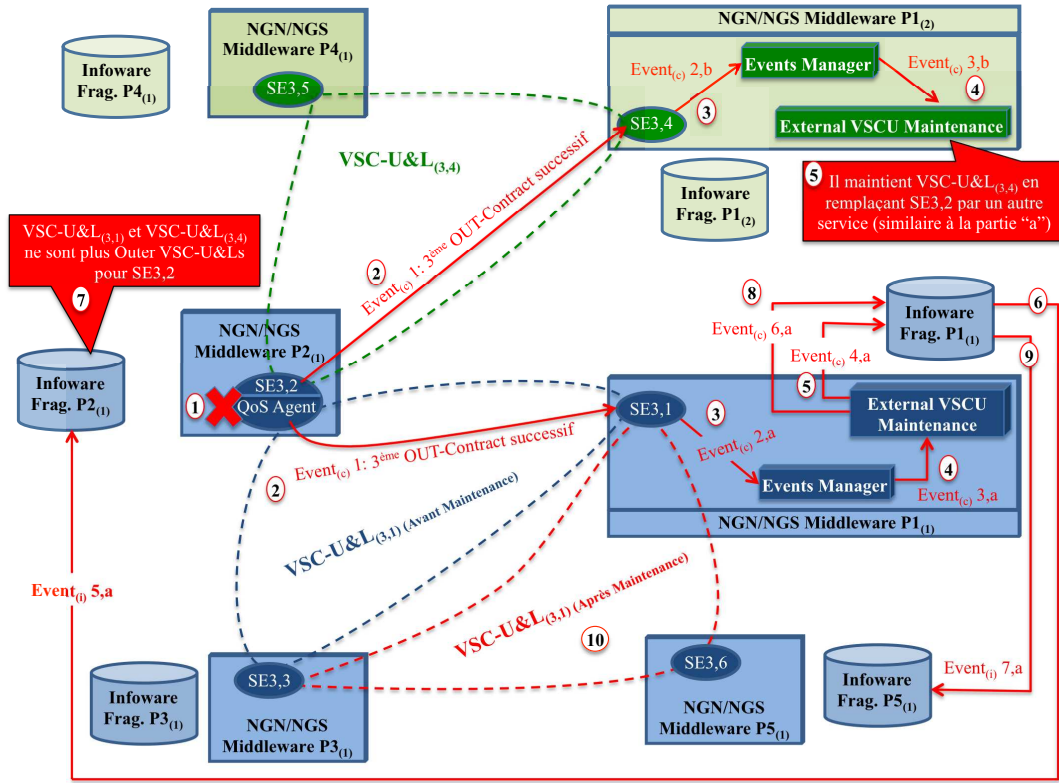 NGN/NGS
Middleware P4(1)
SE3,5
Infoware
Frag. P4(1)
NGN/NGS Middleware P1(2)
Event(c) 2,b
Events Manager
Event(c) 3,b
3
4
SE3,4
External VSCU Maintenance
VSC-U&L(3,4)
Infoware
Frag. P1(2)
5
Il maintient VSC-U&L(3,4) en
remplaçant SE3,2 par un autre
service (similaire à la partie “a”)
VSC-U&L(3,1) et VSC-U&L(3,4)
ne sont plus Outer VSC-U&Ls
pour SE3,2
7
2
Event(c) 1: 3ème OUT-Contract successif
8
Infoware
Frag. P1(1)
6
9
Event(c) 6,a
Event(c) 4,a
5
NGN/NGS
Middleware P2(1)
Infoware
Frag. P2(1)
1
SE3,2
QoS Agent
SE3,1
3
External VSCU
Maintenance
Event(c) 2,a
Events Manager
4
Event(c) 3,a
NGN/NGS Middleware P1(1)
2
Event(c) 1: 3ème OUT-Contract successif
VSC-U&L(3,1) (Avant Maintenance)
VSC-U&L(3,1) (Après Maintenance)
Event(i) 5,a
10
Infoware
Frag. P3(1)
SE3,3
NGN/NGS
Middleware P3(1)
SE3,6
NGN/NGS
Middleware P5(1)
Infoware
Frag. P5(1)
Event(i) 7,a